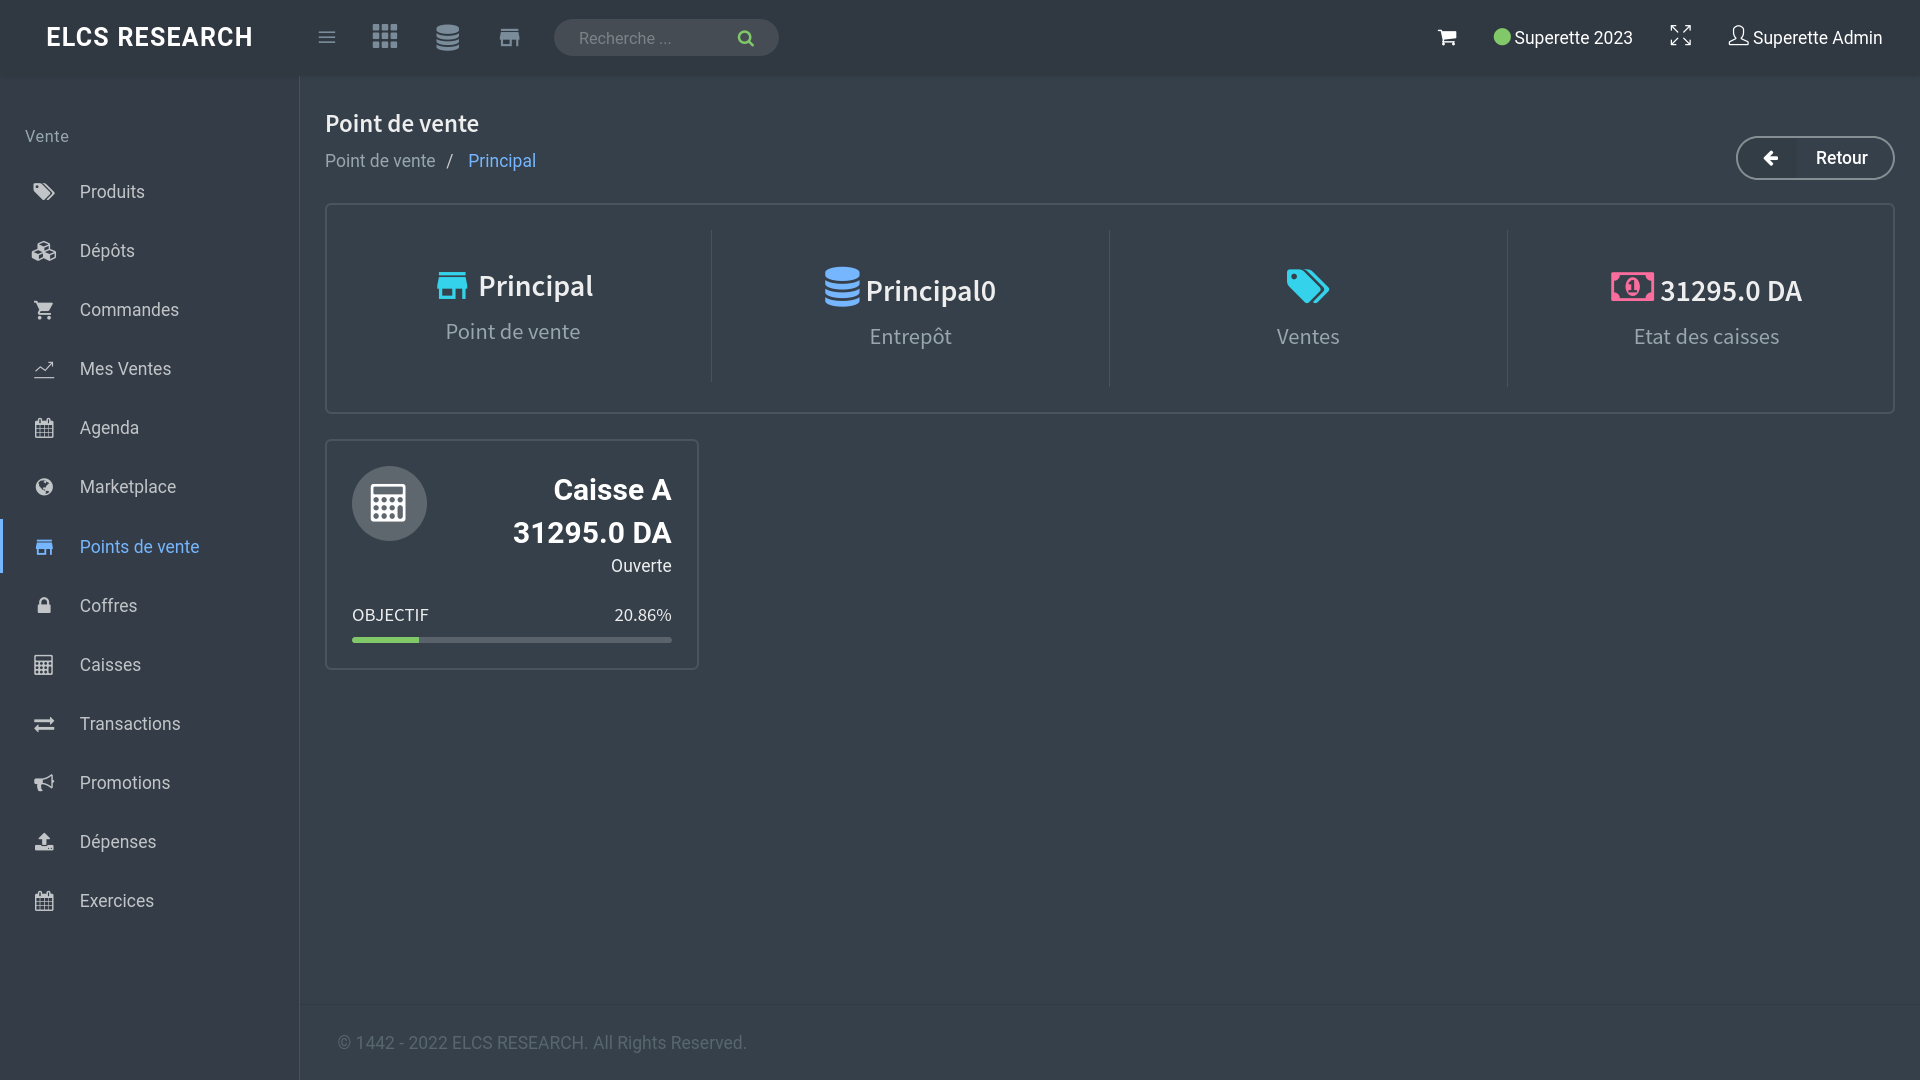 ELCS RESEARCH
Recherche ...
Superette 2023
Superette Admin
Vente
Produits
Dépôts
Commandes
Mes Ventes
Agenda
Marketplace
Points de vente
Coffres
Caisses
Transactions
Promotions
Dépenses
Exercices
Point de vente
Point de vente / Principal
Retour
Principal
Point de vente
Principal0
Entrepôt
Ventes
31295.0 DA
Etat des caisses
Caisse A
31295.0 DA
Ouverte
OBJECTIF 20.86%
© 1442 - 2022 ELCS RESEARCH. All Rights Reserved.